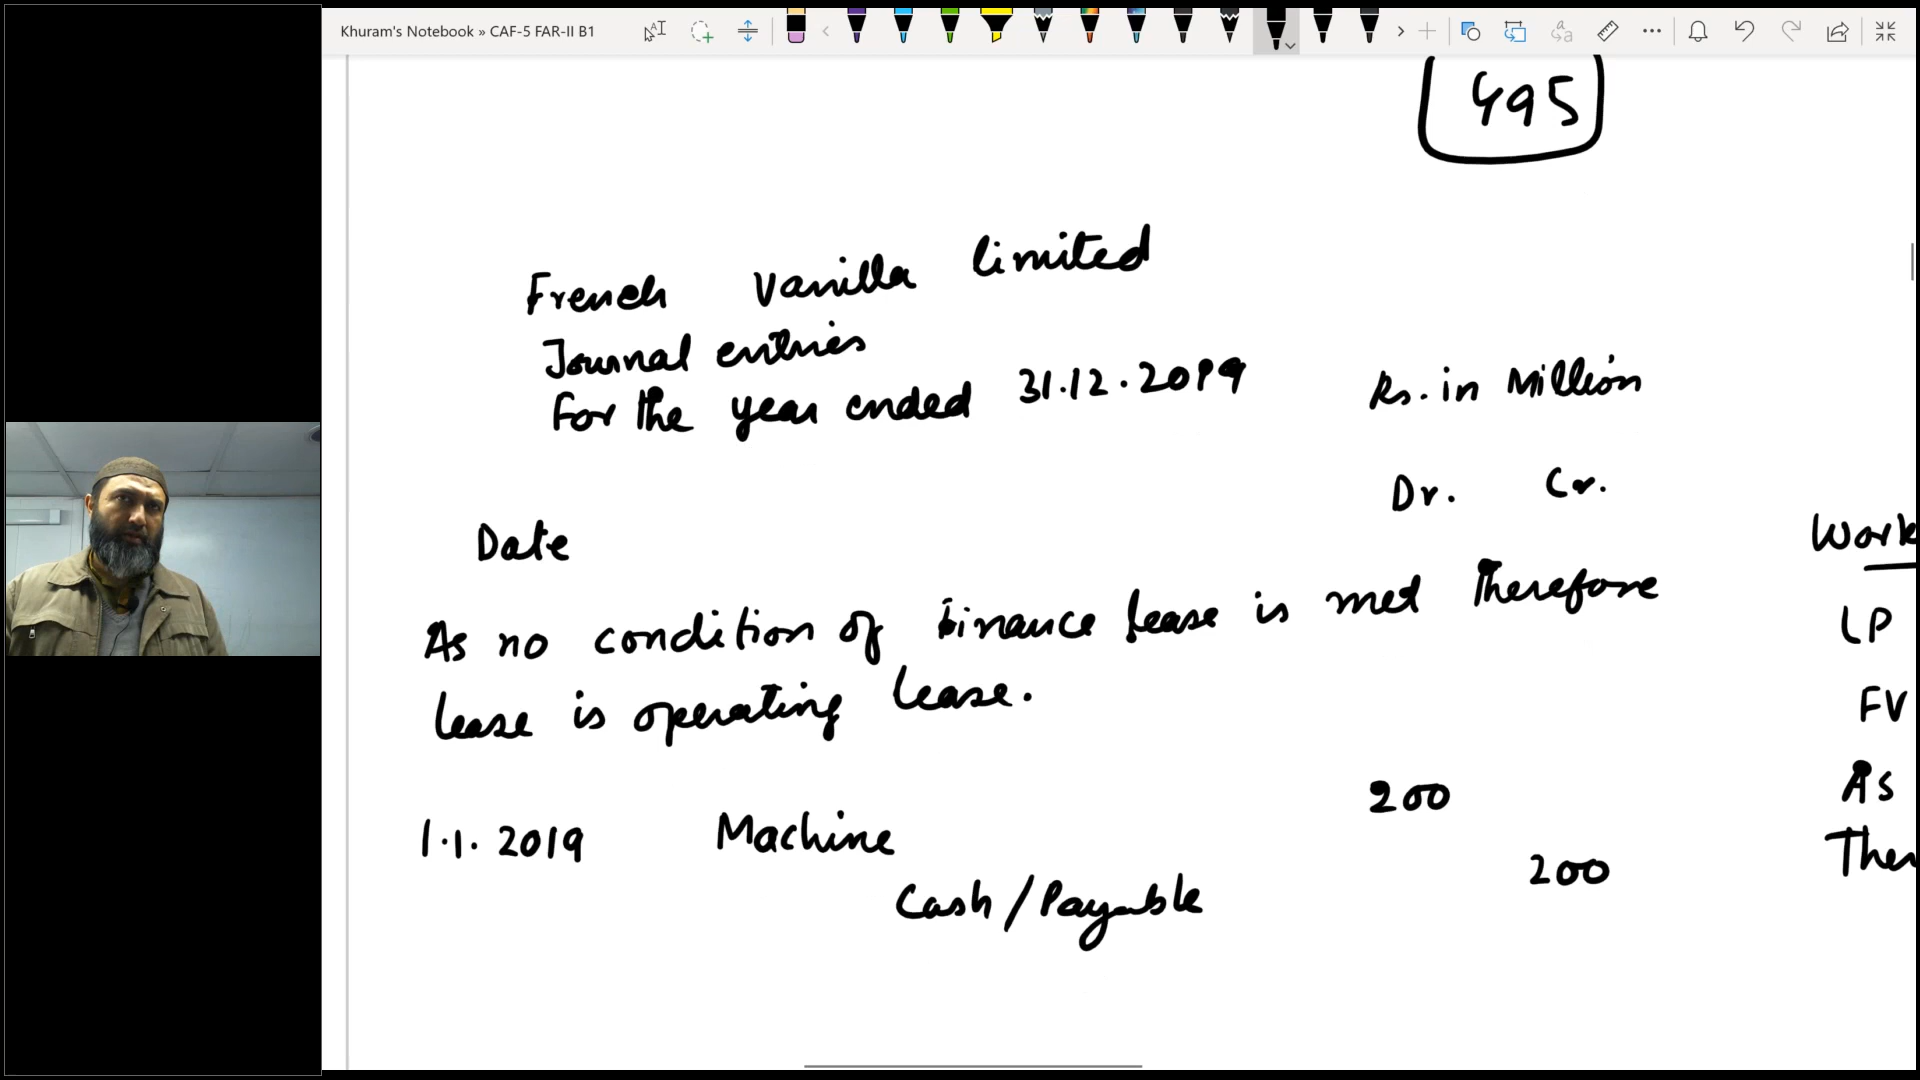 Khuram's Notebook » CAF-5 FAR-II B1
495
French Vanilla limited
Journal entries
For the year ended 31.12.2019 Rs. in Million
Dr. Cr.
Date
Work
As no condition of Finance lease is met Therefore
LP
lease is operating lease.
FV
As
1.1.2019 Machine 200
Ther
Cash/Payable 200